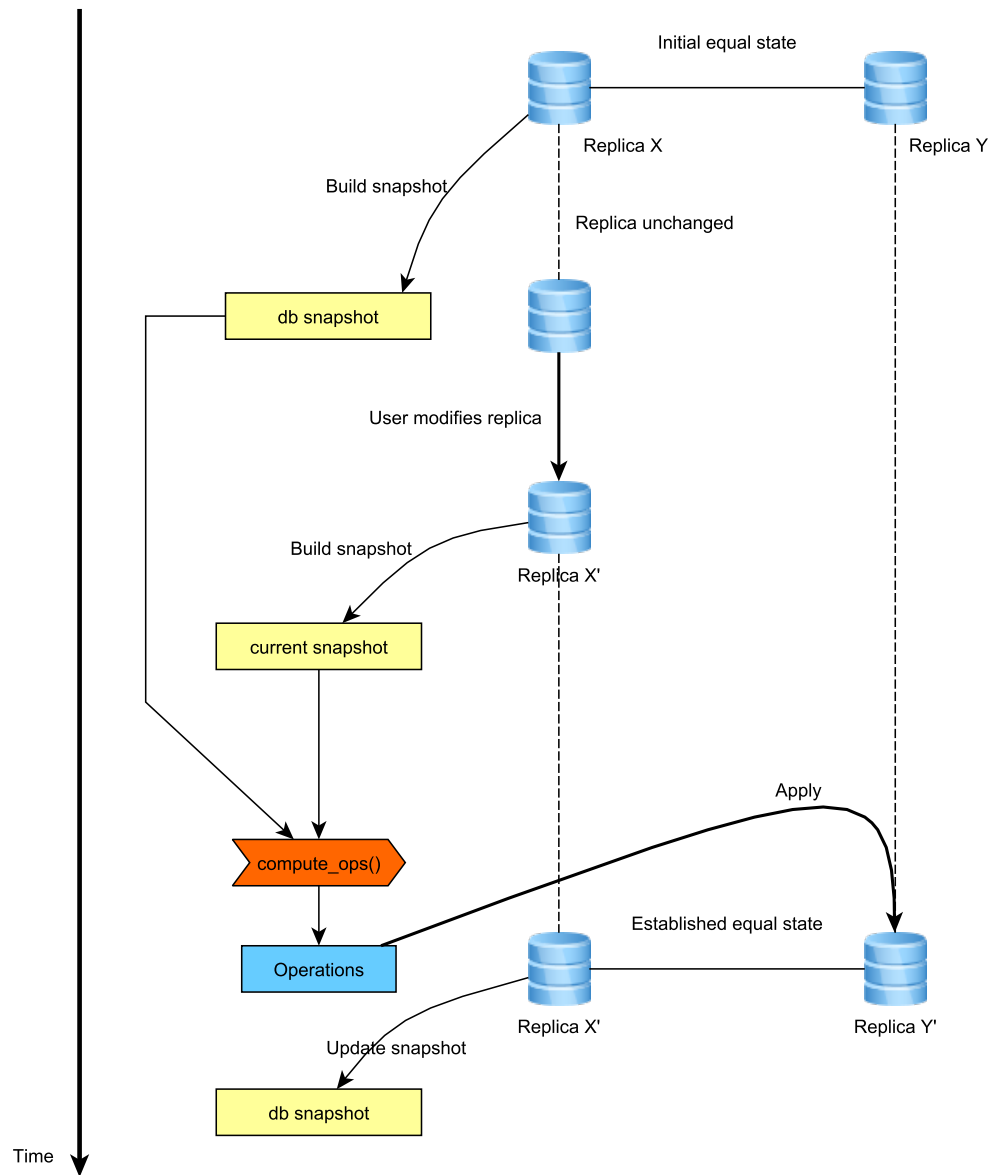 Initial equal state
Replica X
Replica Y
Build snapshot
Replica unchanged
db snapshot
User modifies replica
Build snapshot
Replica X'
current snapshot
Apply
compute_ops()
Established equal state
Operations
Replica X'
Replica Y'
Update snapshot
db snapshot
Time